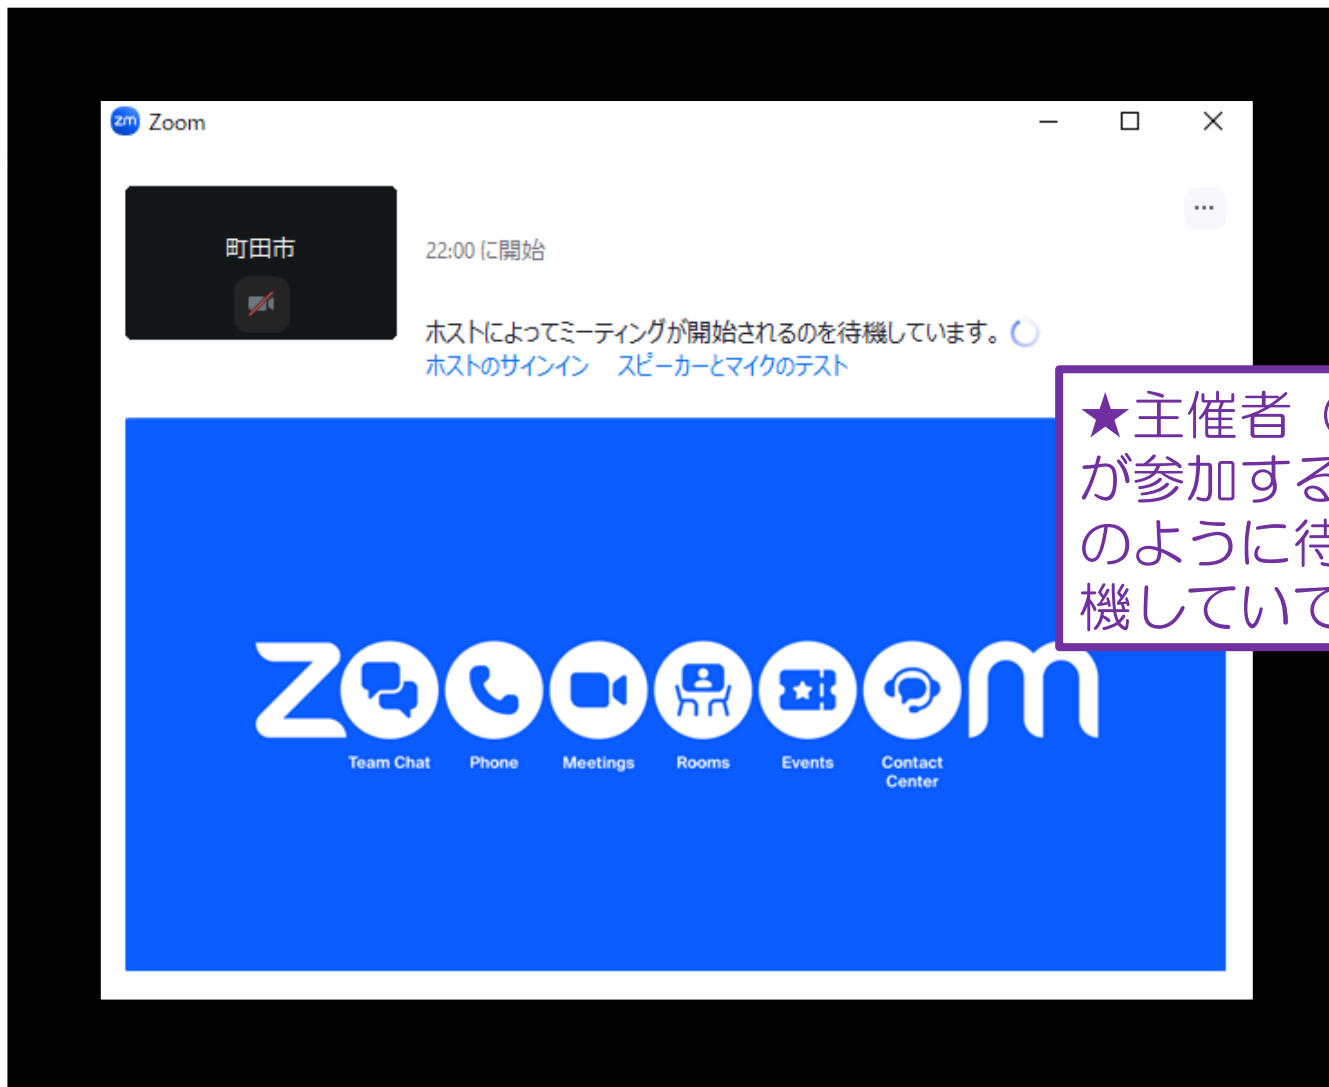 zm Zoom
町田市
22:00 に開始
ホストによってミーティングが開始されるのを待機しています。
ホストのサインイン スピーカーとマイクのテスト
★主催者（
が参加する
のように待
機していて
zoooooom
Team Chat Phone Meetings Rooms Events Contact Center